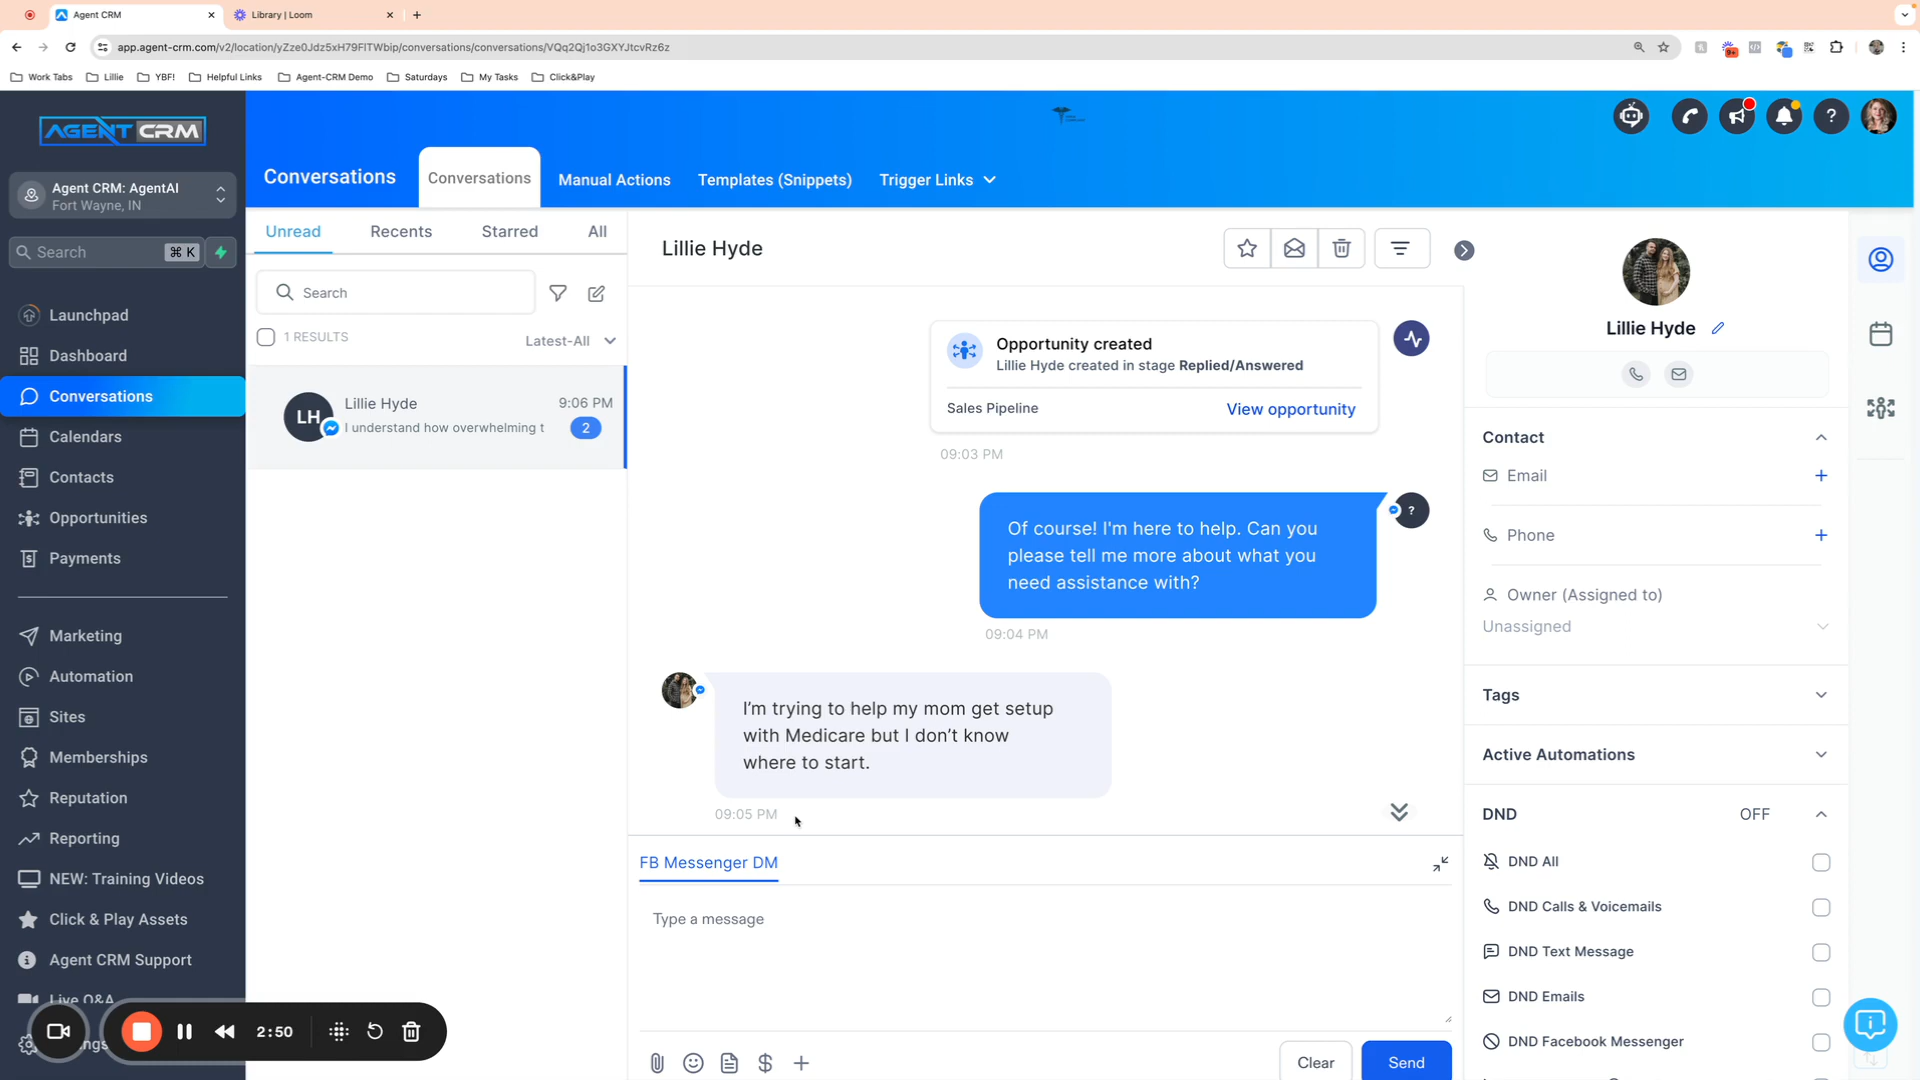 Agent CRM
Library | Loom
app.agent-crm.com/v2/location/yZze0Jdz5xH79FlTWbip/conversations/conversations/VQq2Qj1o3GXYJtcvRz6z
Work Tabs
Lillie
YBF!
Helpful Links
Agent-CRM Demo
Saturdays
My Tasks
Click&Play
AGENT CRM
Agent CRM: AgentAI
Fort Wayne, IN
Search
⌘ K
Launchpad
Dashboard
Conversations
Calendars
Contacts
Opportunities
Payments
Marketing
Automation
Sites
Memberships
Reputation
Reporting
NEW: Training Videos
Click & Play Assets
Agent CRM Support
Live Q&A
2:50
Conversations
Conversations
Manual Actions
Templates (Snippets)
Trigger Links
Unread
Recents
Starred
All
Search
1 RESULTS
Latest-All
LH
Lillie Hyde
9:06 PM
I understand how overwhelming t
2
Lillie Hyde
Opportunity created
Lillie Hyde created in stage Replied/Answered
Sales Pipeline
View opportunity
09:03 PM
Of course! I'm here to help. Can you
please tell me more about what you
need assistance with?
?
09:04 PM
I'm trying to help my mom get setup
with Medicare but I don't know
where to start.
09:05 PM
FB Messenger DM
Type a message
Clear
Send
Lillie Hyde
Contact
Email
Phone
Owner (Assigned to)
Unassigned
Tags
Active Automations
DND
OFF
DND All
DND Calls & Voicemails
DND Text Message
DND Emails
DND Facebook Messenger